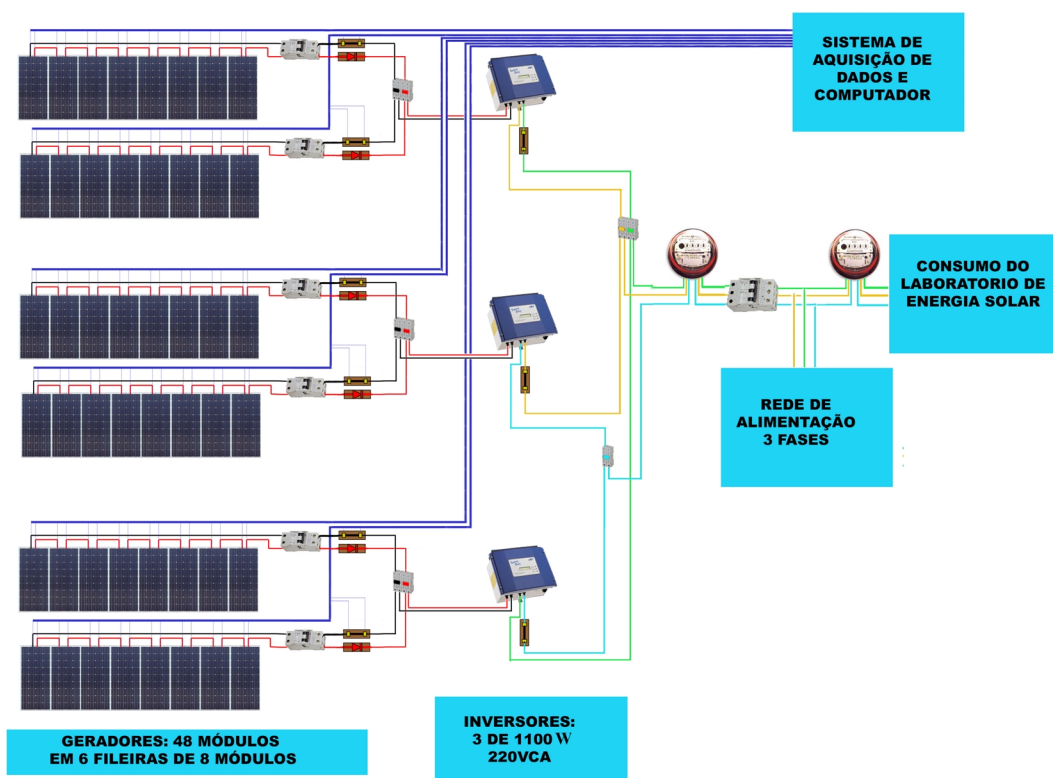 SISTEMA DE
AQUISIÇÃO DE
DADOS E
COMPUTADOR
CONSUMO DO
LABORATORIO DE
ENERGIA SOLAR
REDE DE
ALIMENTAÇÃO
3 FASES
INVERSORES:
3 DE 1100 W
220VCA
GERADORES: 48 MÓDULOS
EM 6 FILEIRAS DE 8 MÓDULOS